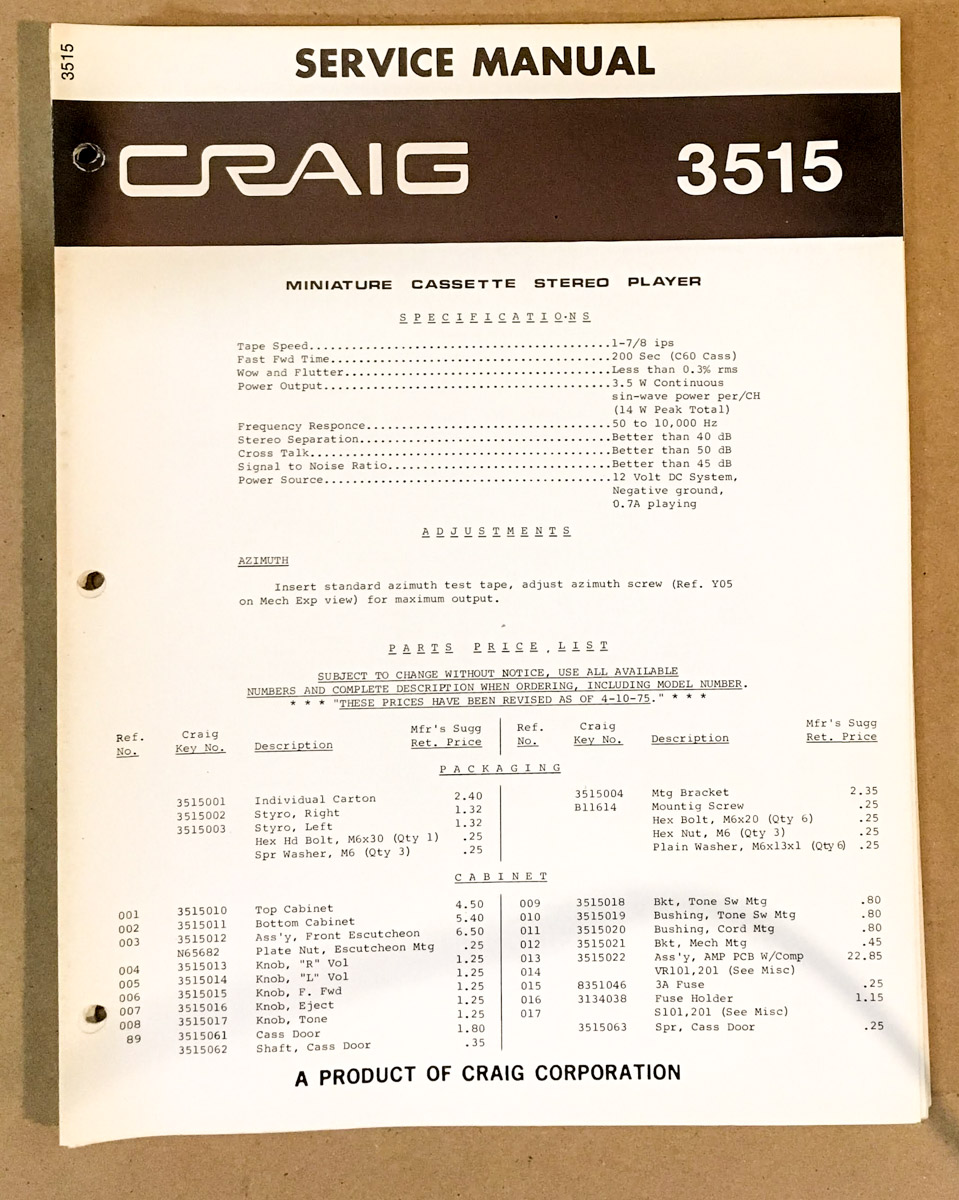 3515
SERVICE MANUAL
CRAIG 3515
MINIATURE CASSETTE STEREO PLAYER
SPECIFICATIO.NS
Tape Speed..........................................1-7/8 ips
Fast Fwd Time.......................................200 Sec (C60 Cass)
Wow and Flutter.....................................Less than 0.3% rms
Power Output........................................3.5 W Continuous
sin-wave power per/CH
(14 W Peak Total)
Frequency Responce..................................50 to 10,000 Hz
Stereo Separation...................................Better than 40 dB
Cross Talk..........................................Better than 50 dB
Signal to Noise Ratio...............................Better than 45 dB
Power Source........................................12 Volt DC System,
Negative ground,
0.7A playing
ADJUSTMENTS
AZIMUTH
Insert standard azimuth test tape, adjust azimuth screw (Ref. Y05
on Mech Exp view) for maximum output.
PARTS PRICE LIST
SUBJECT TO CHANGE WITHOUT NOTICE, USE ALL AVAILABLE
NUMBERS AND COMPLETE DESCRIPTION WHEN ORDERING, INCLUDING MODEL NUMBER.
* * * "THESE PRICES HAVE BEEN REVISED AS OF 4-10-75." * * *
Ref. Craig Mfr's Sugg Ref. Craig Mfr's Sugg
No. Key No. Description Ret. Price No. Key No. Description Ret. Price
PACKAGING
3515001 Individual Carton 2.40 3515004 Mtg Bracket 2.35
3515002 Styro, Right 1.32 B11614 Mountig Screw .25
3515003 Styro, Left 1.32 Hex Bolt, M6x20 (Qty 6) .25
Hex Hd Bolt, M6x30 (Qty 1) .25 Hex Nut, M6 (Qty 3) .25
Spr Washer, M6 (Qty 3) .25 Plain Washer, M6x13x1 (Qty 6) .25
CABINET
001 3515010 Top Cabinet 4.50 009 3515018 Bkt, Tone Sw Mtg .80
002 3515011 Bottom Cabinet 5.40 010 3515019 Bushing, Tone Sw Mtg .80
003 3515012 Ass'y, Front Escutcheon 6.50 011 3515020 Bushing, Cord Mtg .80
N65682 Plate Nut, Escutcheon Mtg .25 012 3515021 Bkt, Mech Mtg .45
004 3515013 Knob, "R" Vol 1.25 013 3515022 Ass'y, AMP PCB W/Comp 22.85
005 3515014 Knob, "L" Vol 1.25 014 VR101,201 (See Misc)
006 3515015 Knob, F. Fwd 1.25 015 8351046 3A Fuse .25
007 3515016 Knob, Eject 1.25 016 3134038 Fuse Holder 1.15
008 3515017 Knob, Tone 1.25 017 S101,201 (See Misc)
89 3515061 Cass Door 1.80 3515063 Spr, Cass Door .25
3515062 Shaft, Cass Door .35
A PRODUCT OF CRAIG CORPORATION